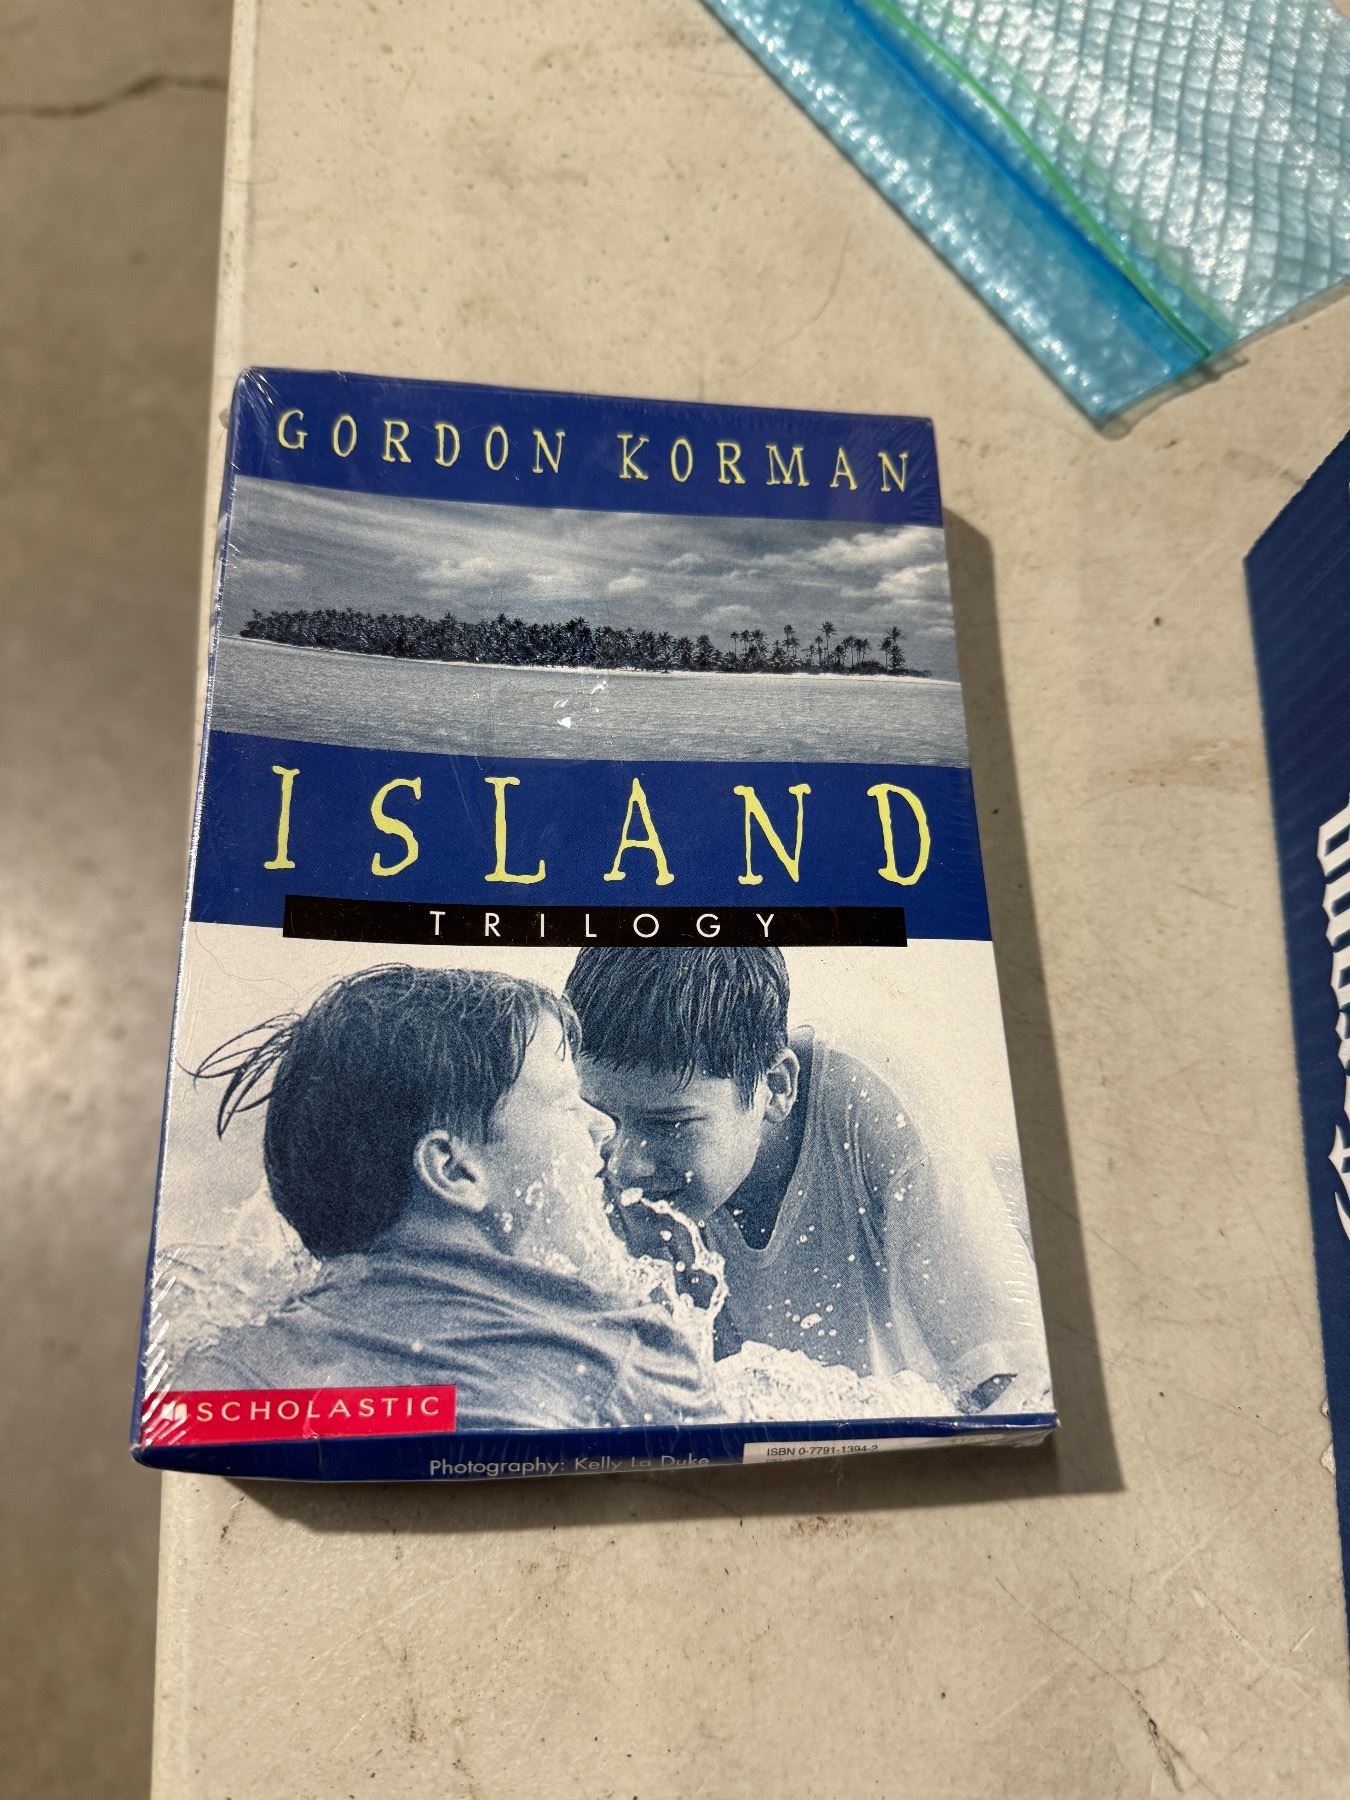 GORDON KORMAN
ISLAND
TRILOGY
SCHOLASTIC
Photography: Kelly La Duke
ISBN 0-7791-1394-2